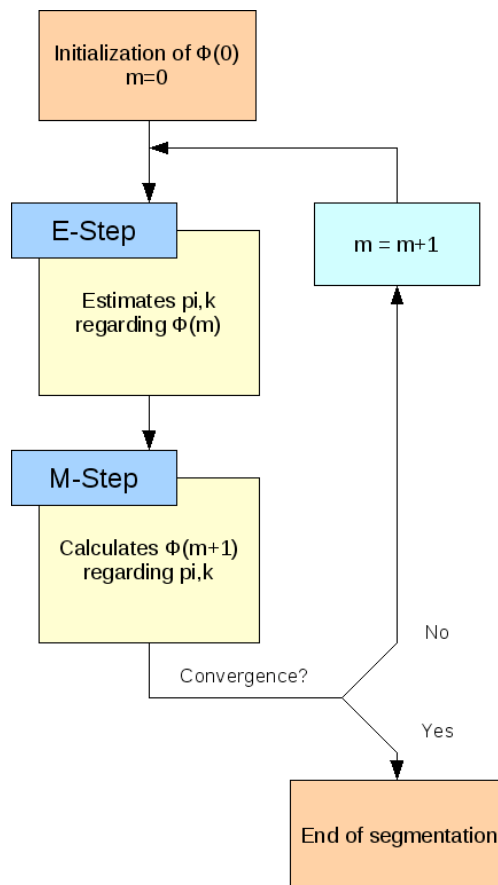 Initialization of Φ(0)
m=0
E-Step
m = m+1
Estimates pi,k
regarding Φ(m)
M-Step
Calculates Φ(m+1)
regarding pi,k
No
Convergence?
Yes
End of segmentation